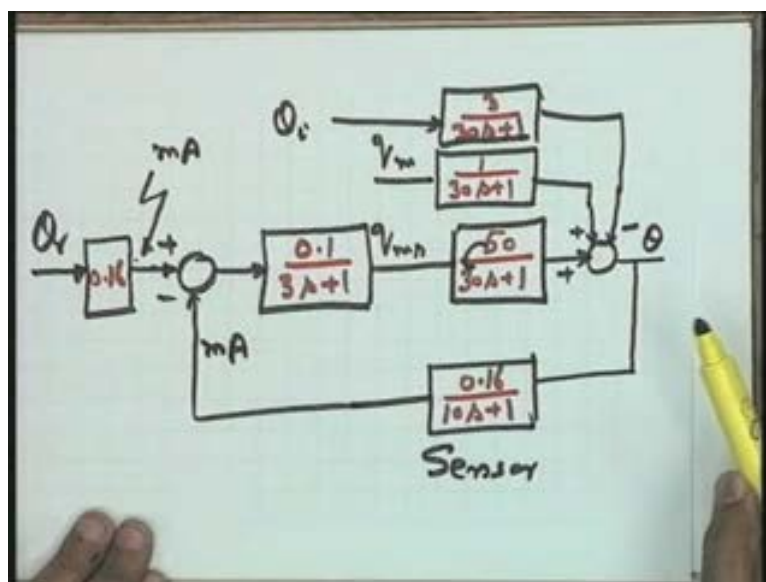 θi
3
30s+1
mA
qm
1
30s+1
θr
0.16
+
-
0.1
3s+1
qms
50
30s+1
+
+
-
θ
mA
0.16
10s+1
Sensor